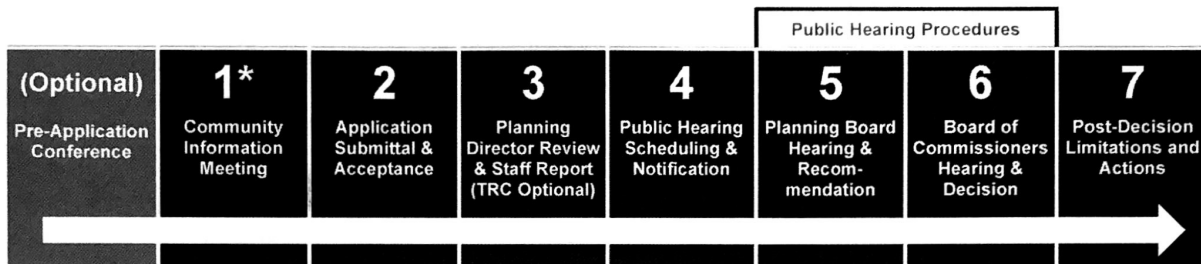 Public Hearing Procedures
(Optional)
Pre-Application
Conference
1*
Community
Information
Meeting
2
Application
Submittal &
Acceptance
3
Planning
Director Review
& Staff Report
(TRC Optional)
4
Public Hearing
Scheduling &
Notification
5
Planning Board
Hearing &
Recom-
mendation
6
Board of
Commissioners
Hearing &
Decision
7
Post-Decision
Limitations and
Actions